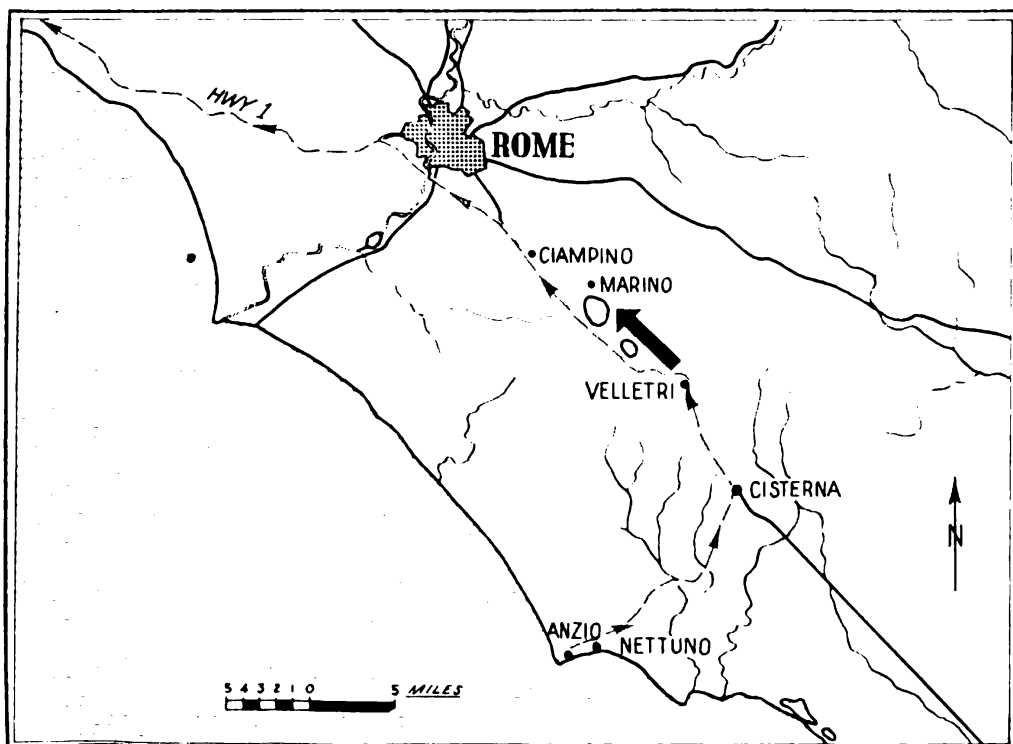 HWY 1
ROME
CIAMPINO
MARINO
VELLETRI
CISTERNA
N
ANZIO
NETTUNO
5 4 3 2 1 0 5 MILES